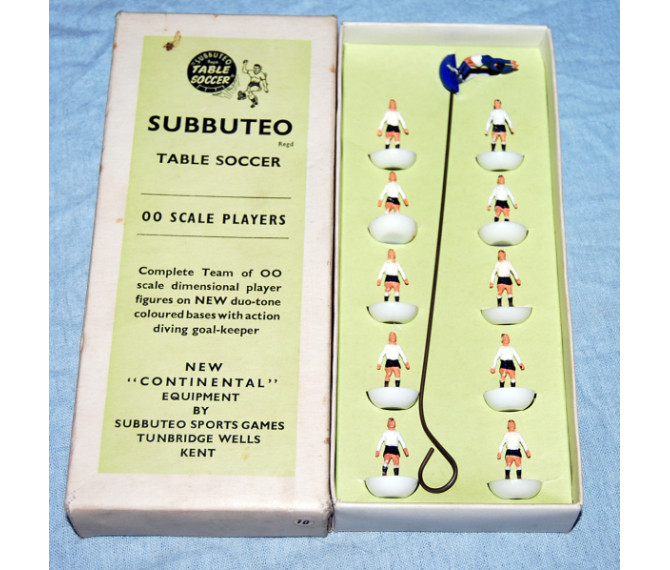 "SUBBUTEO"
TABLE
SOCCER
SUBBUTEO
Regd
TABLE SOCCER
OO SCALE PLAYERS
Complete Team of OO
scale dimensional player
figures on NEW duo-tone
coloured bases with action
diving goal-keeper
NEW
"CONTINENTAL"
EQUIPMENT
BY
SUBBUTEO SPORTS GAMES
TUNBRIDGE WELLS
KENT
10